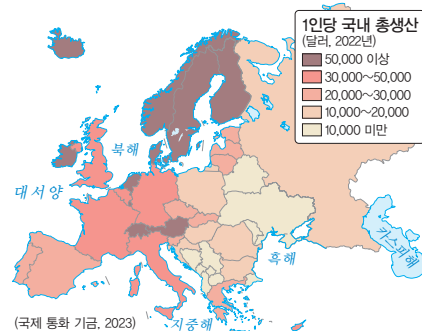 1인당 국내 총생산
(달러, 2022년)
50,000 이상
30,000~50,000
20,000~30,000
10,000~20,000
10,000 미만
북해
대서양
카스피해
흑해
지중해
(국제 통화 기금, 2023)